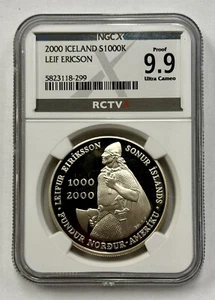 NGCX
2000 ICELAND S1000K
LEIF ERICSON
5823118-299
Proof
9.9
Ultra Cameo
RCTV
LEIFUR EIRÍKSSON
SONUR ÍSLANDS
1000
2000
FUNDUR NORÐUR-AMERÍKU